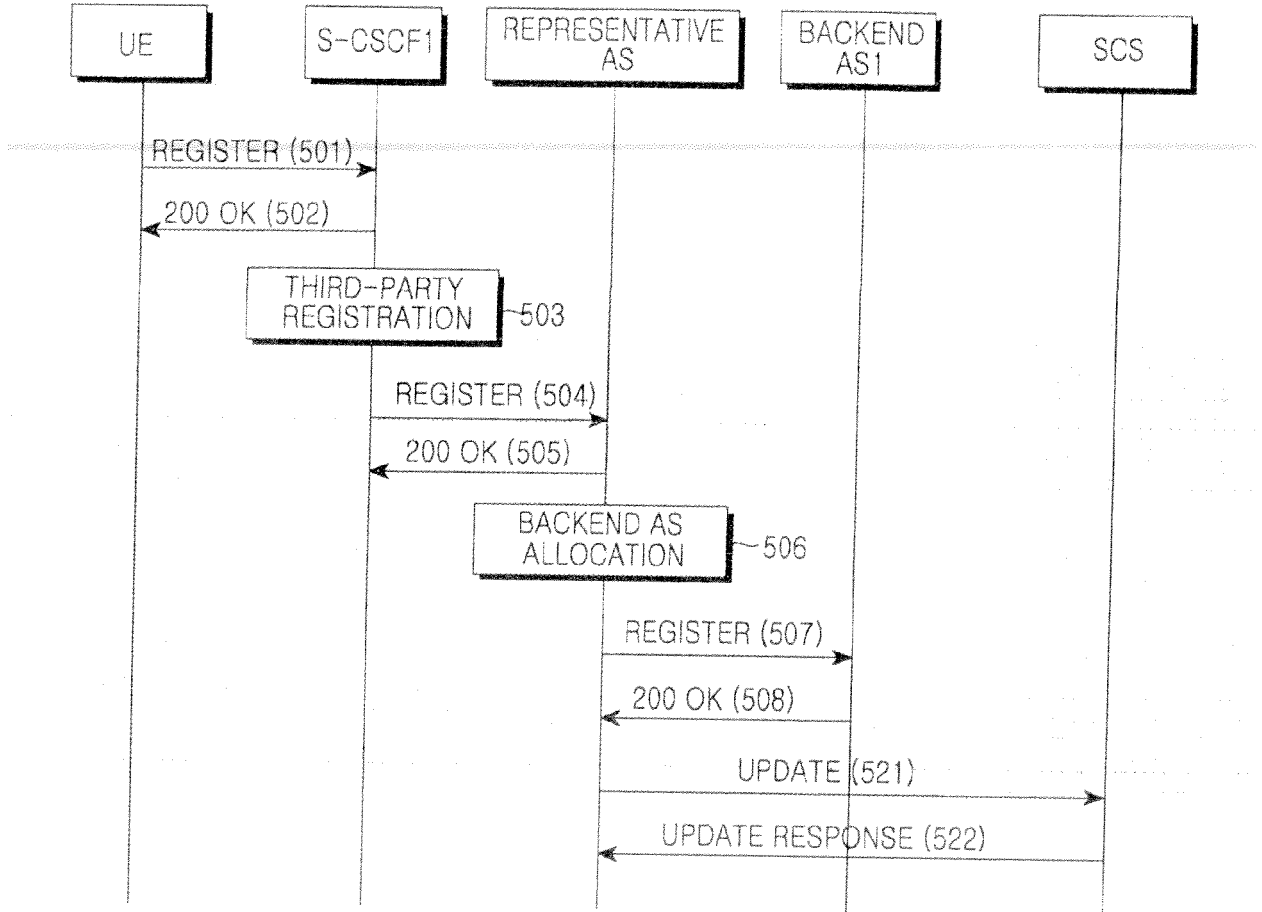 UE
S-CSCF1
REPRESENTATIVE
AS
BACKEND
AS1
SCS
REGISTER (501)
200 OK (502)
THIRD-PARTY
REGISTRATION
503
REGISTER (504)
200 OK (505)
BACKEND AS
ALLOCATION
506
REGISTER (507)
200 OK (508)
UPDATE (521)
UPDATE RESPONSE (522)